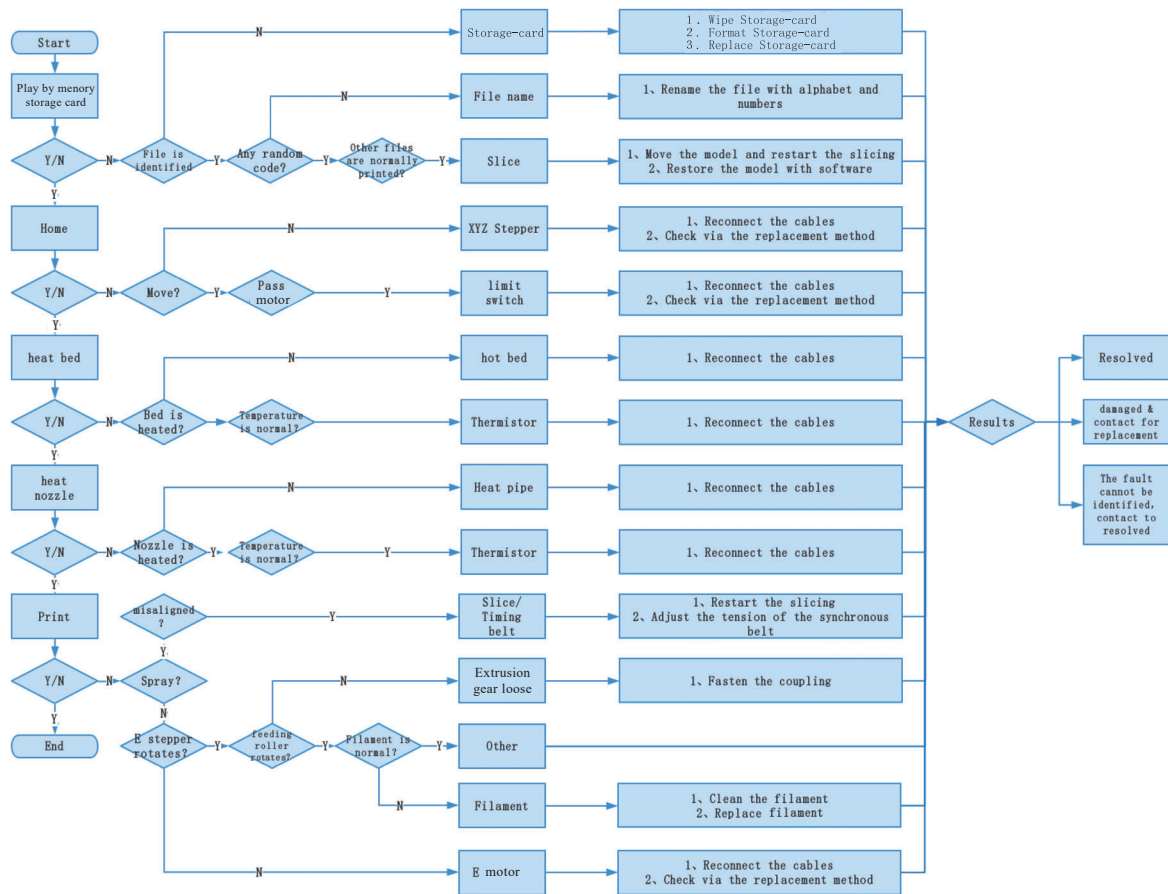 Start
Play by menory
storage card
Y/N
N
File is
identified
N
Storage-card
1. Wipe Storage-card
2. Format Storage-card
3. Replace Storage-card
Y
Any random
code?
N
File name
1、Rename the file with alphabet and
numbers
Y
Other files
are normally
printed?
Y
Slice
1、Move the model and restart the slicing
2、Restore the model with software
Y
Home
Y/N
N
Move?
N
XYZ Stepper
1、Reconnect the cables
2、Check via the replacement method
Y
Pass
motor
Y
limit
switch
1、Reconnect the cables
2、Check via the replacement method
Y
heat bed
Y/N
N
Bed is
heated?
N
hot bed
1、Reconnect the cables
Temperature
is normal?
Thermistor
1、Reconnect the cables
Y
heat
nozzle
Y/N
N
Nozzle is
heated?
N
Heat pipe
1、Reconnect the cables
Y
Temperature
is normal?
Y
Thermistor
1、Reconnect the cables
Y
Print
Y/N
N
Spray?
Y
misaligned
?
Y
Slice/
Timing
belt
1、Restart the slicing
2、Adjust the tension of the synchronous
belt
N
E stepper
rotates?
Y
feeding
roller
rotates?
N
Extrusion
gear loose
1、Fasten the coupling
Y
Filament is
normal?
Y
Other
N
Filament
1、Clean the filament
2、Replace filament
N
E motor
1、Reconnect the cables
2、Check via the replacement method
Y
End
Results
Resolved
damaged &
contact for
replacement
The fault
cannot be
identified,
contact to
resolved